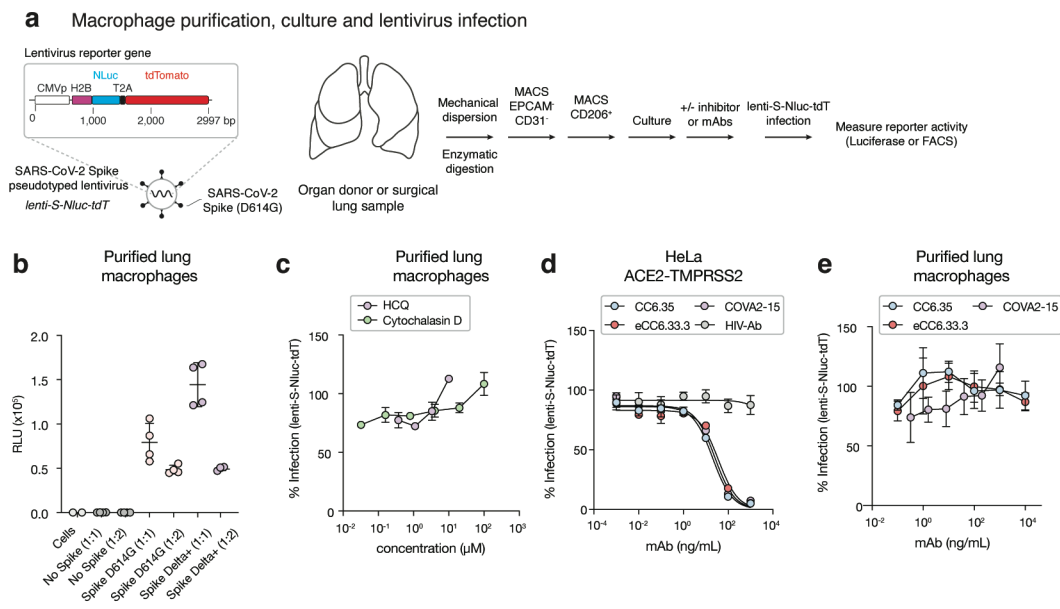 a Macrophage purification, culture and lentivirus infection
Lentivirus reporter gene
NLuc tdTomato
CMVp H2B T2A
0 1,000 2,000 2997 bp
SARS-CoV-2 Spike
pseudotyped lentivirus
lenti-S-Nluc-tdT
SARS-CoV-2
Spike (D614G)
Organ donor or surgical
lung sample
Mechanical
dispersion
Enzymatic
digestion
MACS
EPCAM-
CD31-
MACS
CD206+
Culture
+/- inhibitor
or mAbs
lenti-S-Nluc-tdT
infection
Measure reporter activity
(Luciferase or FACS)
b Purified lung
macrophages
RLU (x10⁶)
2.0
1.5
1.0
0.5
0.0
Cells
No Spike (1:1)
No Spike (1:2)
Spike D614G (1:1)
Spike D614G (1:2)
Spike Delta+ (1:1)
Spike Delta+ (1:2)
c Purified lung
macrophages
HCQ
Cytochalasin D
% Infection (lenti-S-Nluc-tdT)
150
100
50
0
10⁻² 10⁻¹ 10⁰ 10¹ 10² 10³
concentration (µM)
d HeLa
ACE2-TMPRSS2
CC6.35 COVA2-15
eCC6.33.3 HIV-Ab
% Infection (lenti-S-Nluc-tdT)
150
100
50
0
10⁻⁴ 10⁻² 10⁰ 10² 10⁴
mAb (ng/mL)
e Purified lung
macrophages
CC6.35 COVA2-15
eCC6.33.3
% Infection (lenti-S-Nluc-tdT)
150
100
50
0
10⁻² 10⁰ 10² 10⁴
mAb (ng/mL)